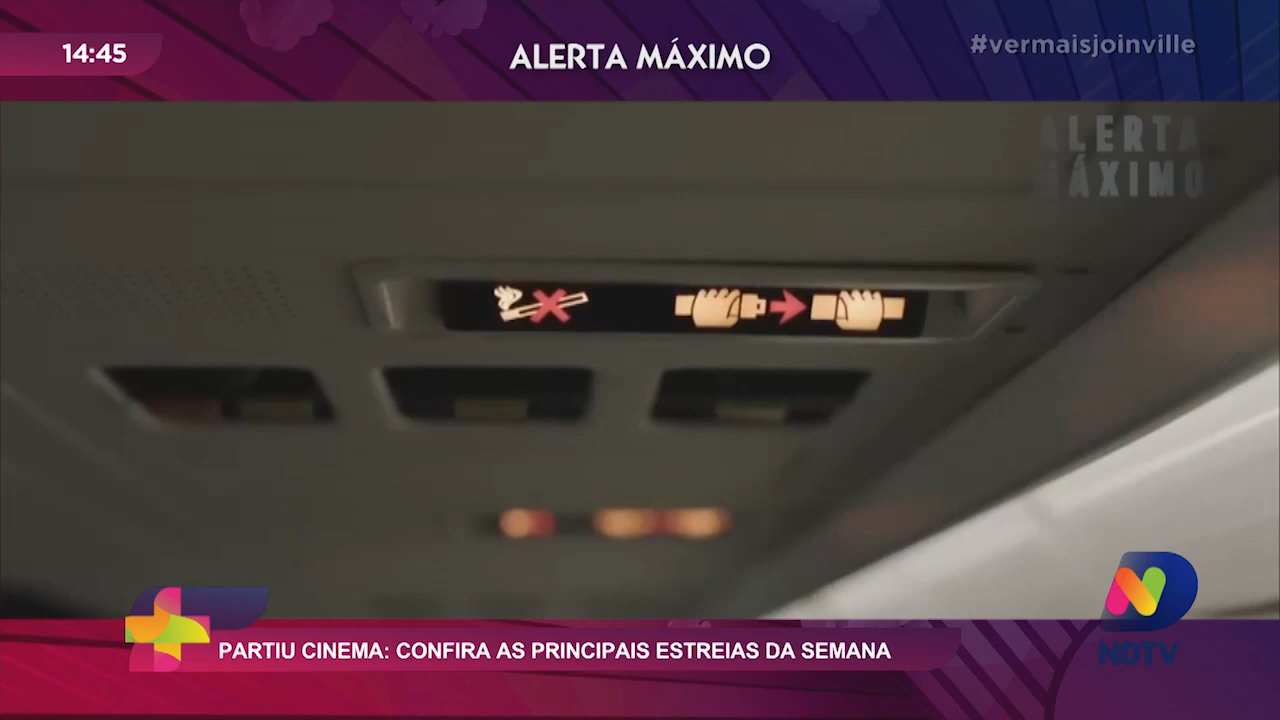 14:45
ALERTA MÁXIMO
#vermaisjoinville
ALERTA
MÁXIMO
PARTIU CINEMA: CONFIRA AS PRINCIPAIS ESTREIAS DA SEMANA
NDTV